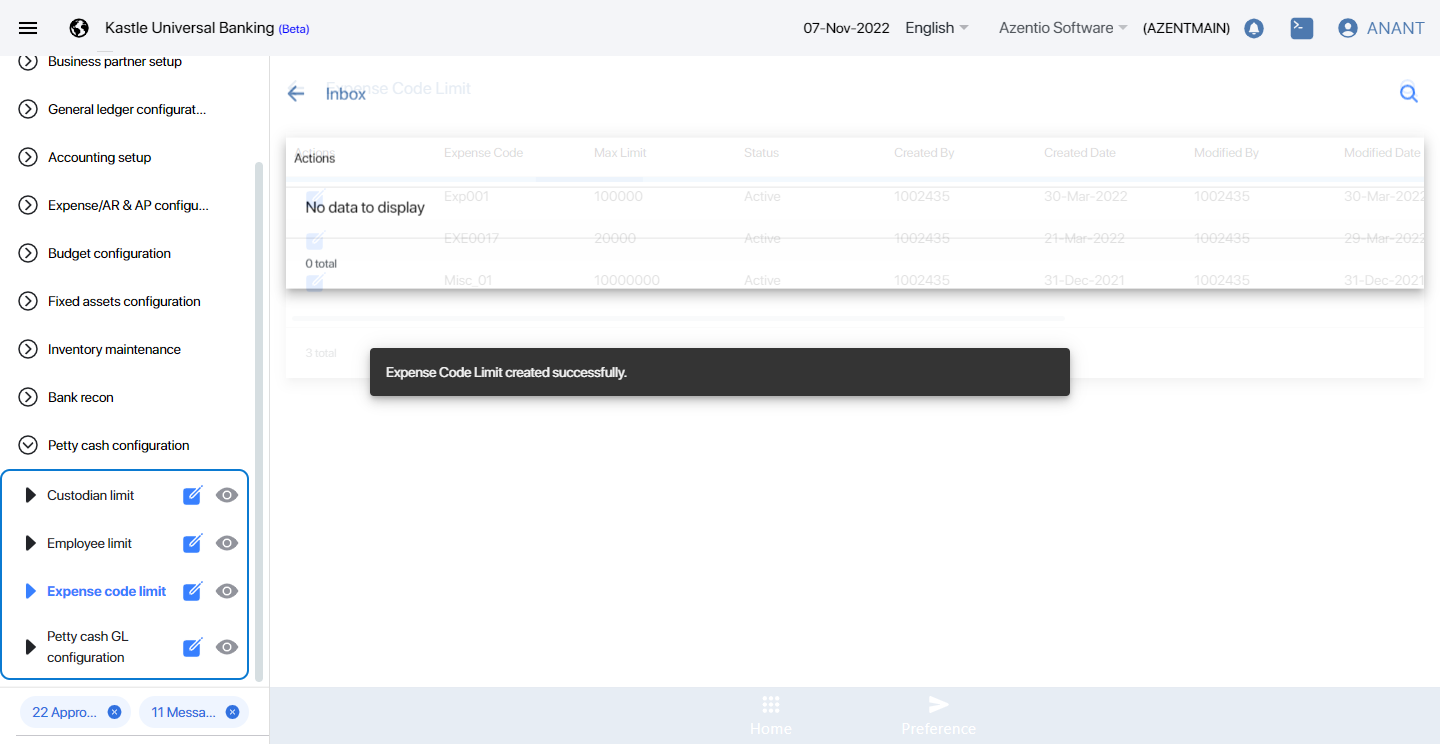 Kastle Universal Banking (Beta)
07-Nov-2022 English Azentio Software (AZENTMAIN) ANANT
Business partner setup
General ledger configurat...
Accounting setup
Expense/AR & AP configu...
Budget configuration
Fixed assets configuration
Inventory maintenance
Bank recon
Petty cash configuration
Custodian limit
Employee limit
Expense code limit
Petty cash GL
configuration
22 Appro...
11 Messa...
Expense Code Limit
Inbox
Actions Expense Code Max Limit Status Created By Created Date Modified By Modified Date
Actions
Exp001 100000 Active 1002435 30-Mar-2022 1002435 30-Mar-2022
No data to display
EXE0017 20000 Active 1002435 21-Mar-2022 1002435 29-Mar-2022
0 total
Misc_01 10000000 Active 1002435 31-Dec-2021 1002435 31-Dec-2021
3 total
Expense Code Limit created successfully.
Home
Preference